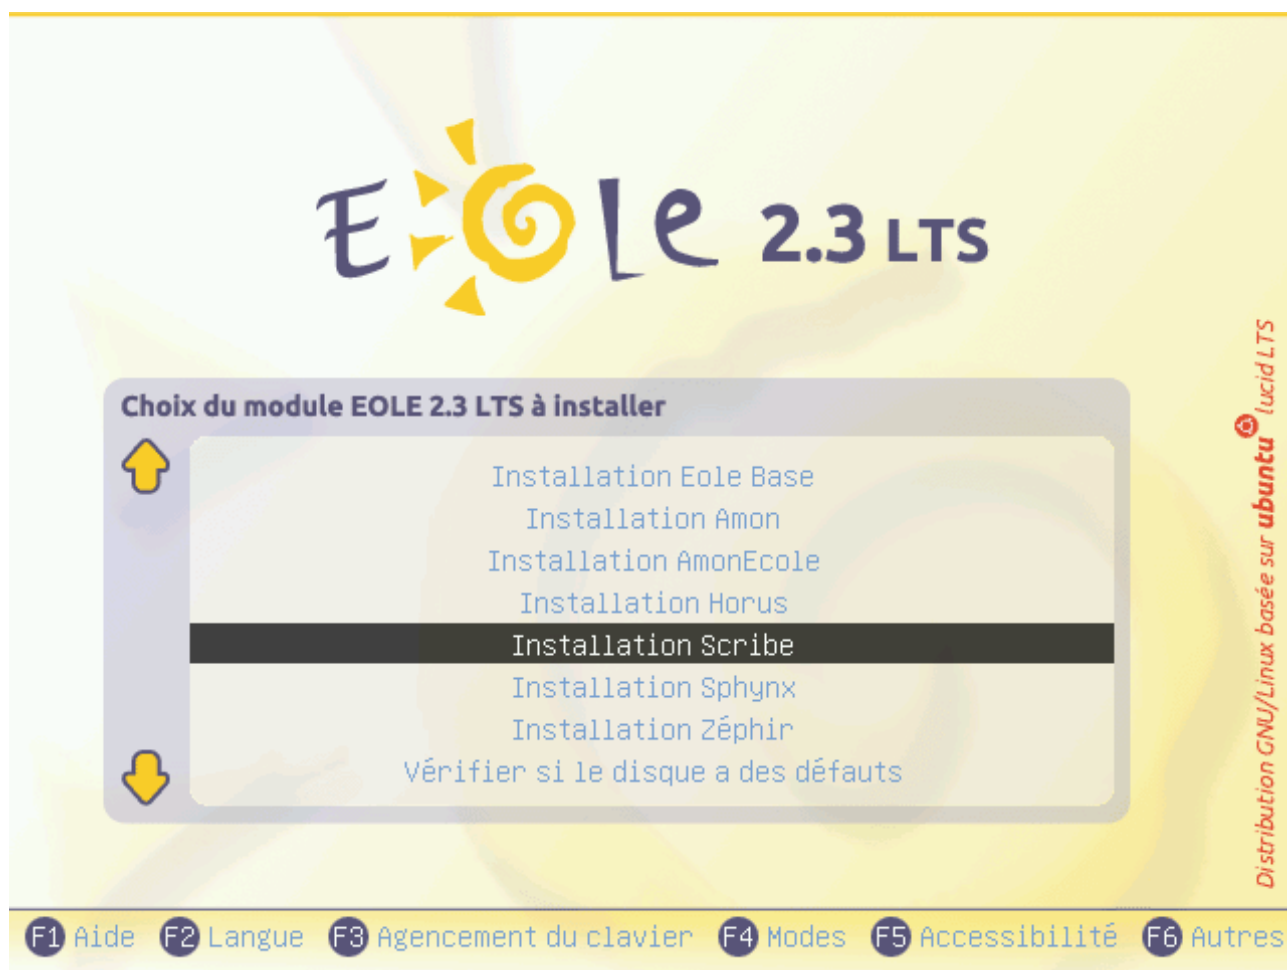 EOLE 2.3 LTS
Choix du module EOLE 2.3 LTS à installer
Installation Eole Base
Installation Amon
Installation AmonEcole
Installation Horus
Installation Scribe
Installation Sphynx
Installation Zéphir
Vérifier si le disque a des défauts
Distribution GNU/Linux basée sur ubuntu lucid LTS
F1 Aide F2 Langue F3 Agencement du clavier F4 Modes F5 Accessibilité F6 Autres